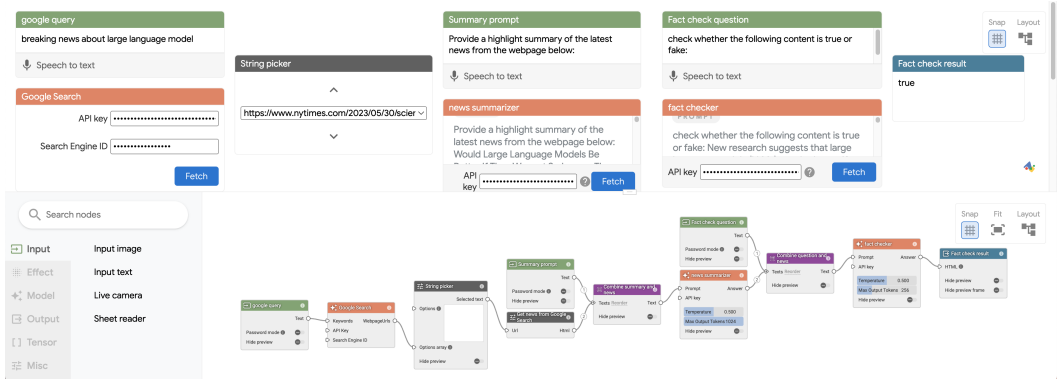 google query
breaking news about large language model
Speech to text
Google Search
API key
Search Engine ID
Fetch
String picker
https://www.nytimes.com/2023/05/30/scier
Summary prompt
Provide a highlight summary of the latest
news from the webpage below:
Speech to text
news summarizer
Provide a highlight summary of the
latest news from the webpage below:
Would Large Language Models Be
API
key
Fetch
Fact check question
check whether the following content is true or
fake:
Speech to text
fact checker
PROMPT
check whether the following content is true
or fake: New research suggests that large
API key
Fetch
Fact check result
true
Snap
Layout
Search nodes
Input
Effect
Model
Output
Tensor
Misc
Input image
Input text
Live camera
Sheet reader
Snap
Fit
Layout
google query
Text
Password mode
Hide preview
Google Search
Keywords
WebpageUrls
API Key
Search Engine ID
String picker
Selected text
Options
Options array
Hide preview
Summary prompt
Text
Password mode
Hide preview
Get news from Google
Search
Url
Html
Combine summary and
news
Texts Reorder
Text
Hide preview
Fact check question
Text
Password mode
Hide preview
news summarizer
Prompt
Answer
API Key
Temperature
0.500
Max Output Tokens 1024
Hide preview
Combine question and
news
Texts Reorder
Text
Hide preview
fact checker
Prompt
Answer
API Key
Temperature
0.500
Max Output Tokens 256
Hide preview
Fact check result
HTML
Hide preview
Hide preview frame